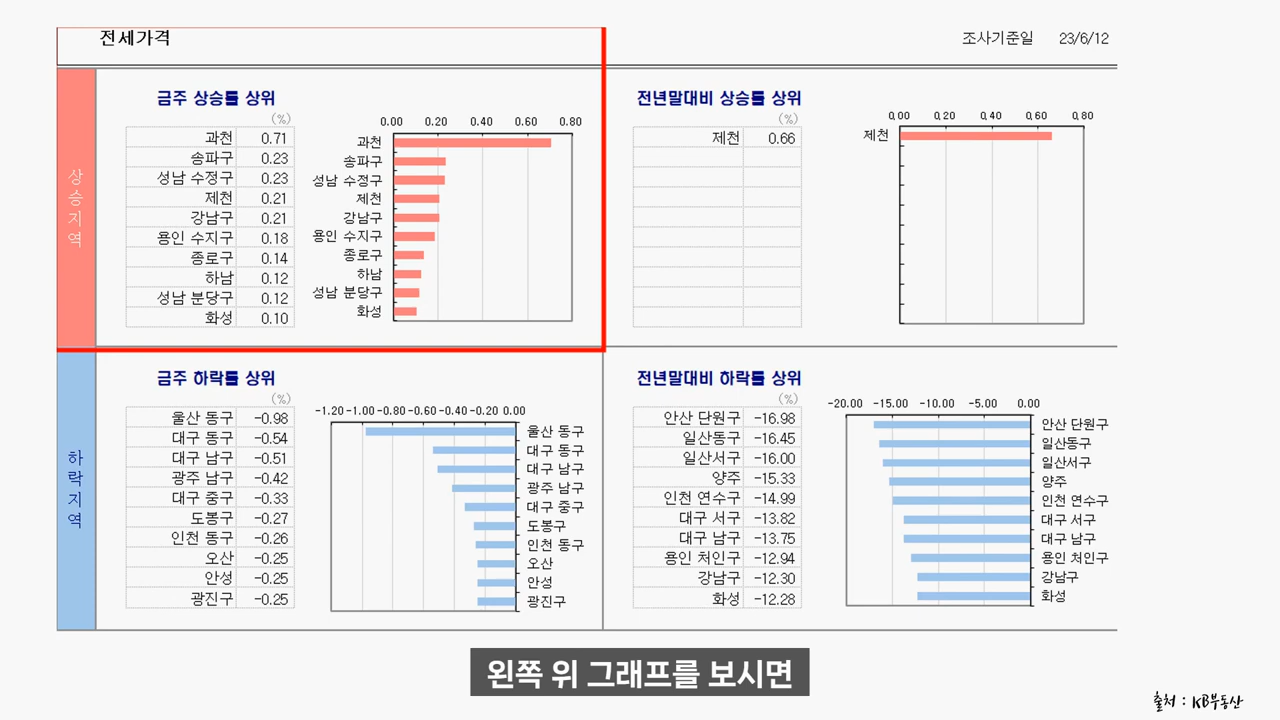 전세가격
조사기준일 23/6/12
상승지역
금주 상승률 상위
(%)
과천 0.71
송파구 0.23
성남 수정구 0.23
제천 0.21
강남구 0.21
용인 수지구 0.18
종로구 0.14
하남 0.12
성남 분당구 0.12
화성 0.10
0.00 0.20 0.40 0.60 0.80
과천
송파구
성남 수정구
제천
강남구
용인 수지구
종로구
하남
성남 분당구
화성
전년말대비 상승률 상위
(%)
제천 0.66
0.00 0.20 0.40 0.60 0.80
제천
하락지역
금주 하락률 상위
(%)
울산 동구 -0.98
대구 동구 -0.54
대구 남구 -0.51
광주 남구 -0.42
대구 중구 -0.33
도봉구 -0.27
인천 동구 -0.26
오산 -0.25
안성 -0.25
광진구 -0.25
-1.20 -1.00 -0.80 -0.60 -0.40 -0.20 0.00
울산 동구
대구 동구
대구 남구
광주 남구
대구 중구
도봉구
인천 동구
오산
안성
광진구
전년말대비 하락률 상위
(%)
안산 단원구 -16.98
일산동구 -16.45
일산서구 -16.00
양주 -15.33
인천 연수구 -14.99
대구 서구 -13.82
대구 남구 -13.75
용인 처인구 -12.94
강남구 -12.30
화성 -12.28
-20.00 -15.00 -10.00 -5.00 0.00
안산 단원구
일산동구
일산서구
양주
인천 연수구
대구 서구
대구 남구
용인 처인구
강남구
화성
왼쪽 위 그래프를 보시면
출처 : KB부동산